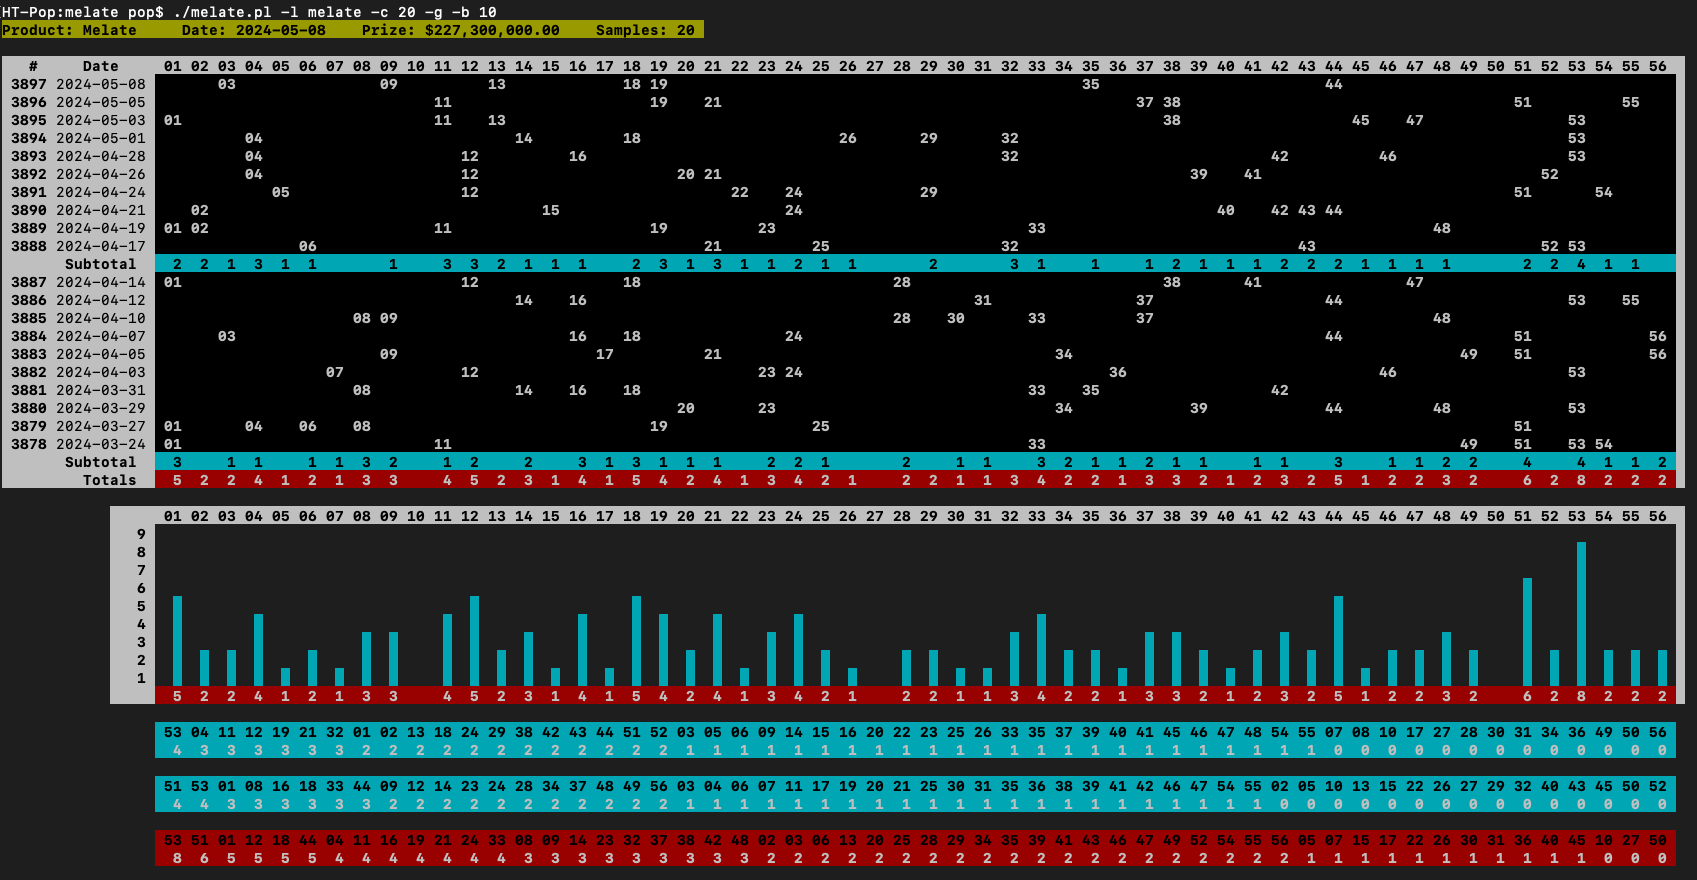 HT-Pop:melate pop$ ./melate.pl -l melate -c 20 -g -b 10
Product: Melate     Date: 2024-05-08    Prize: $227,300,000.00    Samples: 20
#     Date     01 02 03 04 05 06 07 08 09 10 11 12 13 14 15 16 17 18 19 20 21 22 23 24 25 26 27 28 29 30 31 32 33 34 35 36 37 38 39 40 41 42 43 44 45 46 47 48 49 50 51 52 53 54 55 56
3897 2024-05-08 03 09 13 18 19 35 44
3896 2024-05-05 11 19 21 37 38 51 55
3895 2024-05-03 01 11 13 38 45 47 53
3894 2024-05-01 04 14 18 26 29 32 53
3893 2024-04-28 04 12 16 32 42 46 53
3892 2024-04-26 04 12 20 21 39 41 52
3891 2024-04-24 05 12 22 24 29 51 54
3890 2024-04-21 02 15 24 40 42 43 44
3889 2024-04-19 01 02 11 19 23 33 48
3888 2024-04-17 06 21 25 32 43 52 53
Subtotal 2 2 1 3 1 1 1 3 3 2 1 1 1 2 3 1 3 1 1 2 1 1 2 3 1 1 1 2 1 1 1 2 2 2 1 1 1 1 2 2 4 1 1
3887 2024-04-14 01 12 18 28 38 41 47
3886 2024-04-12 14 16 31 37 44 53 55
3885 2024-04-10 08 09 28 30 33 37 48
3884 2024-04-07 03 16 18 24 44 51 56
3883 2024-04-05 09 17 21 34 49 51 56
3882 2024-04-03 07 12 23 24 36 46 53
3881 2024-03-31 08 14 16 18 33 35 42
3880 2024-03-29 20 23 34 39 44 48 53
3879 2024-03-27 01 04 06 08 19 25 51
3878 2024-03-24 01 11 33 49 51 53 54
Subtotal 3 1 1 1 1 3 2 1 2 2 3 1 3 1 1 1 2 2 1 2 1 1 3 2 1 1 2 1 1 1 1 3 1 1 2 2 4 4 1 1 2
Totals 5 2 2 4 1 2 1 3 3 4 5 2 3 1 4 1 5 4 2 4 1 3 4 2 1 2 2 1 1 3 4 2 2 1 3 3 2 1 2 3 2 5 1 2 2 3 2 6 2 8 2 2 2
01 02 03 04 05 06 07 08 09 10 11 12 13 14 15 16 17 18 19 20 21 22 23 24 25 26 27 28 29 30 31 32 33 34 35 36 37 38 39 40 41 42 43 44 45 46 47 48 49 50 51 52 53 54 55 56
9
8
7
6
5
4
3
2
1
5 2 2 4 1 2 1 3 3 4 5 2 3 1 4 1 5 4 2 4 1 3 4 2 1 2 2 1 1 3 4 2 2 1 3 3 2 1 2 3 2 5 1 2 2 3 2 6 2 8 2 2 2
53 04 11 12 19 21 32 01 02 13 18 24 29 38 42 43 44 51 52 03 05 06 09 14 15 16 20 22 23 25 26 33 35 37 39 40 41 45 46 47 48 54 55 07 08 10 17 27 28 30 31 34 36 49 50 56
4 3 3 3 3 3 3 2 2 2 2 2 2 2 2 2 2 2 2 1 1 1 1 1 1 1 1 1 1 1 1 1 1 1 1 1 1 1 1 1 1 1 1 0 0 0 0 0 0 0 0 0 0 0 0 0
51 53 01 08 16 18 33 44 09 12 14 23 24 28 34 37 48 49 56 03 04 06 07 11 17 19 20 21 25 30 31 35 36 38 39 41 42 46 47 54 55 02 05 10 13 15 22 26 27 29 32 40 43 45 50 52
4 4 3 3 3 3 3 3 2 2 2 2 2 2 2 2 2 2 2 1 1 1 1 1 1 1 1 1 1 1 1 1 1 1 1 1 1 1 1 1 1 0 0 0 0 0 0 0 0 0 0 0 0 0 0 0
53 51 01 12 18 44 04 11 16 19 21 24 33 08 09 14 23 32 37 38 42 48 02 03 06 13 20 25 28 29 34 35 39 41 43 46 47 49 52 54 55 56 05 07 15 17 22 26 30 31 36 40 45 10 27 50
8 6 5 5 5 5 4 4 4 4 4 4 4 3 3 3 3 3 3 3 3 3 2 2 2 2 2 2 2 2 2 2 2 2 2 2 2 2 2 2 2 2 1 1 1 1 1 1 1 1 1 1 1 0 0 0